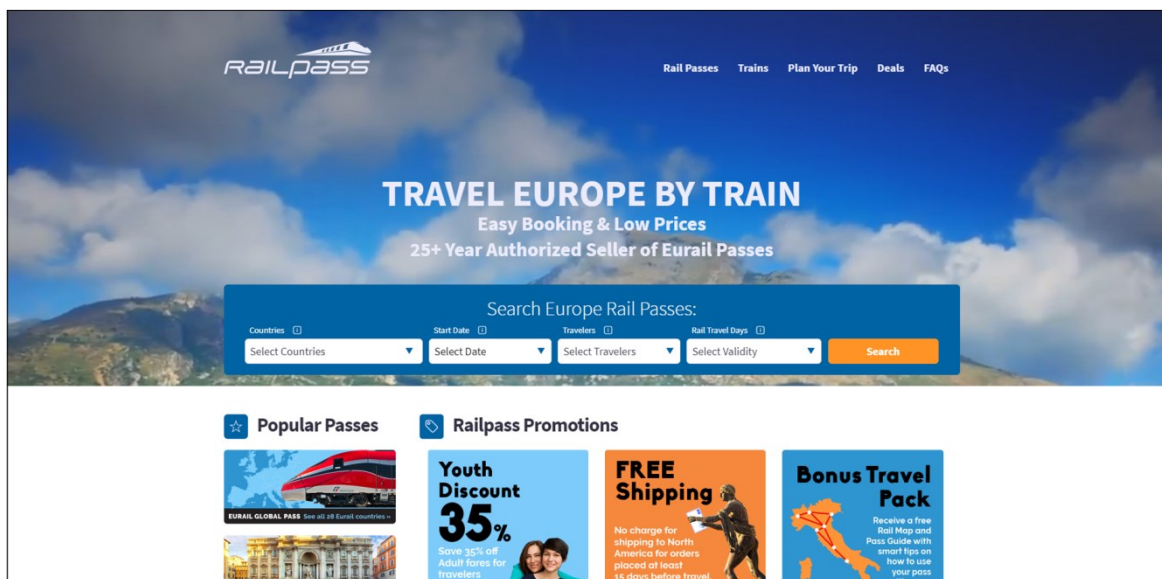 RAILPASS
Rail Passes Trains Plan Your Trip Deals FAQs
TRAVEL EUROPE BY TRAIN
Easy Booking & Low Prices
25+ Year Authorized Seller of Eurail Passes
Search Europe Rail Passes:
Countries Start Date Travelers Rail Travel Days
Select Countries Select Date Select Travelers Select Validity Search
Popular Passes
EURAIL GLOBAL PASS See all 28 Eurail countries »
Railpass Promotions
Youth
Discount
35%
Save 35% off
Adult fares for
travelers
FREE
Shipping
No charge for
shipping to North
America for orders
placed at least
15 days before travel
Bonus Travel
Pack
Receive a free
Rail Map and
Pass Guide with
smart tips on
how to use
your pass